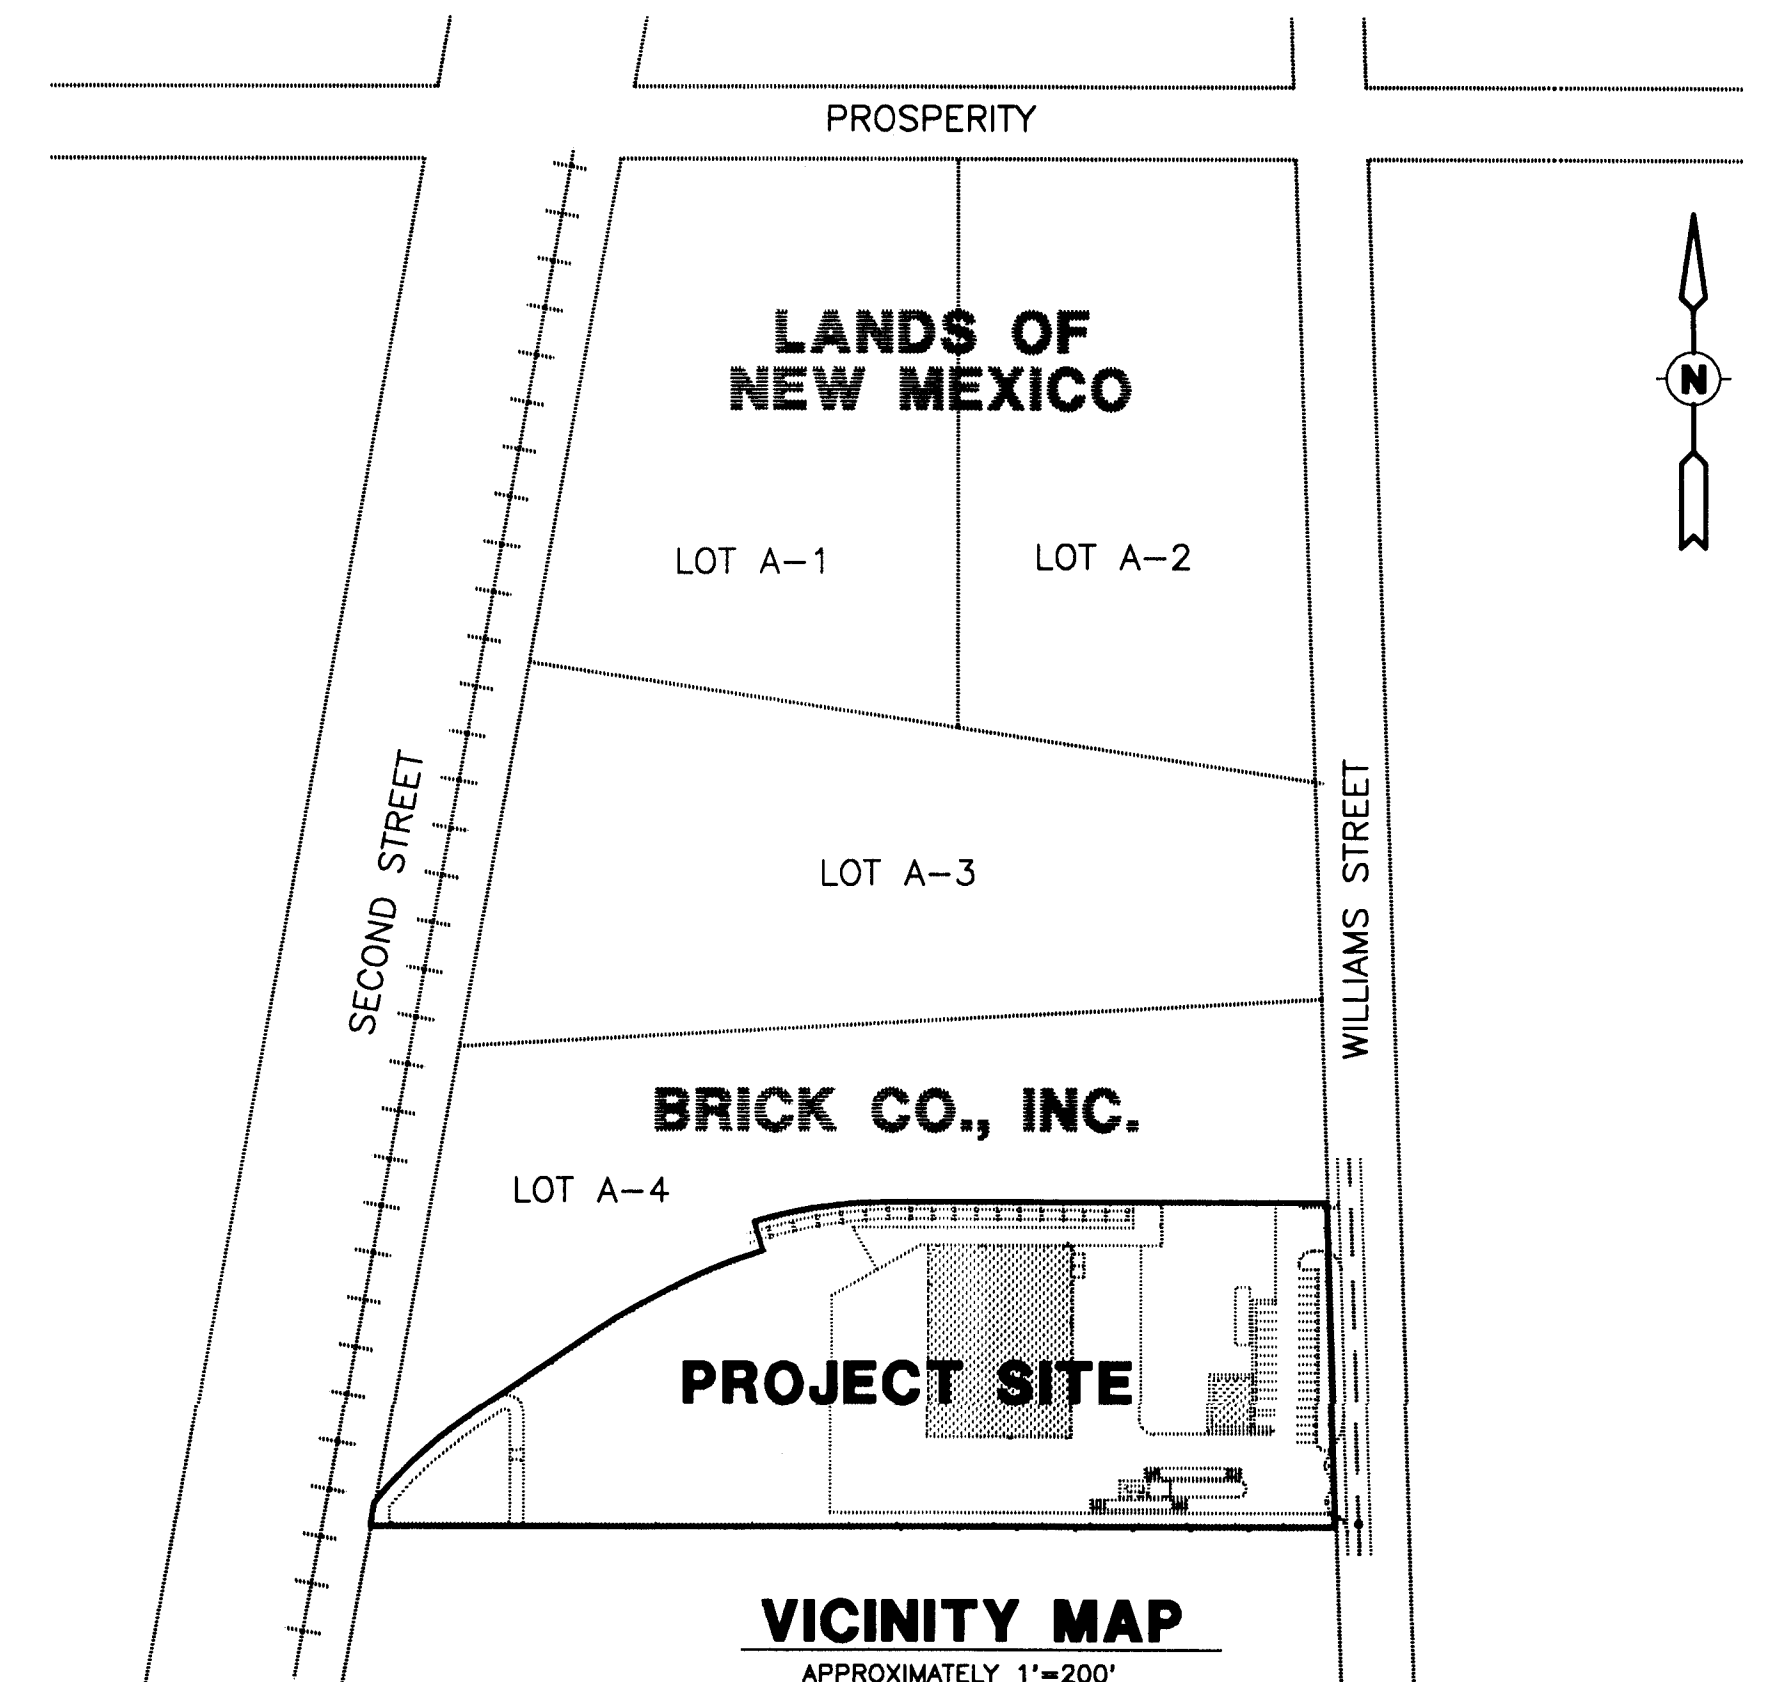 PROSPERITY
LANDS OF
NEW MEXICO
N
LOT A-1
LOT A-2
SECOND STREET
WILLIAMS STREET
LOT A-3
BRICK CO., INC.
LOT A-4
PROJECT SITE
VICINITY MAP
APPROXIMATELY 1'=200'